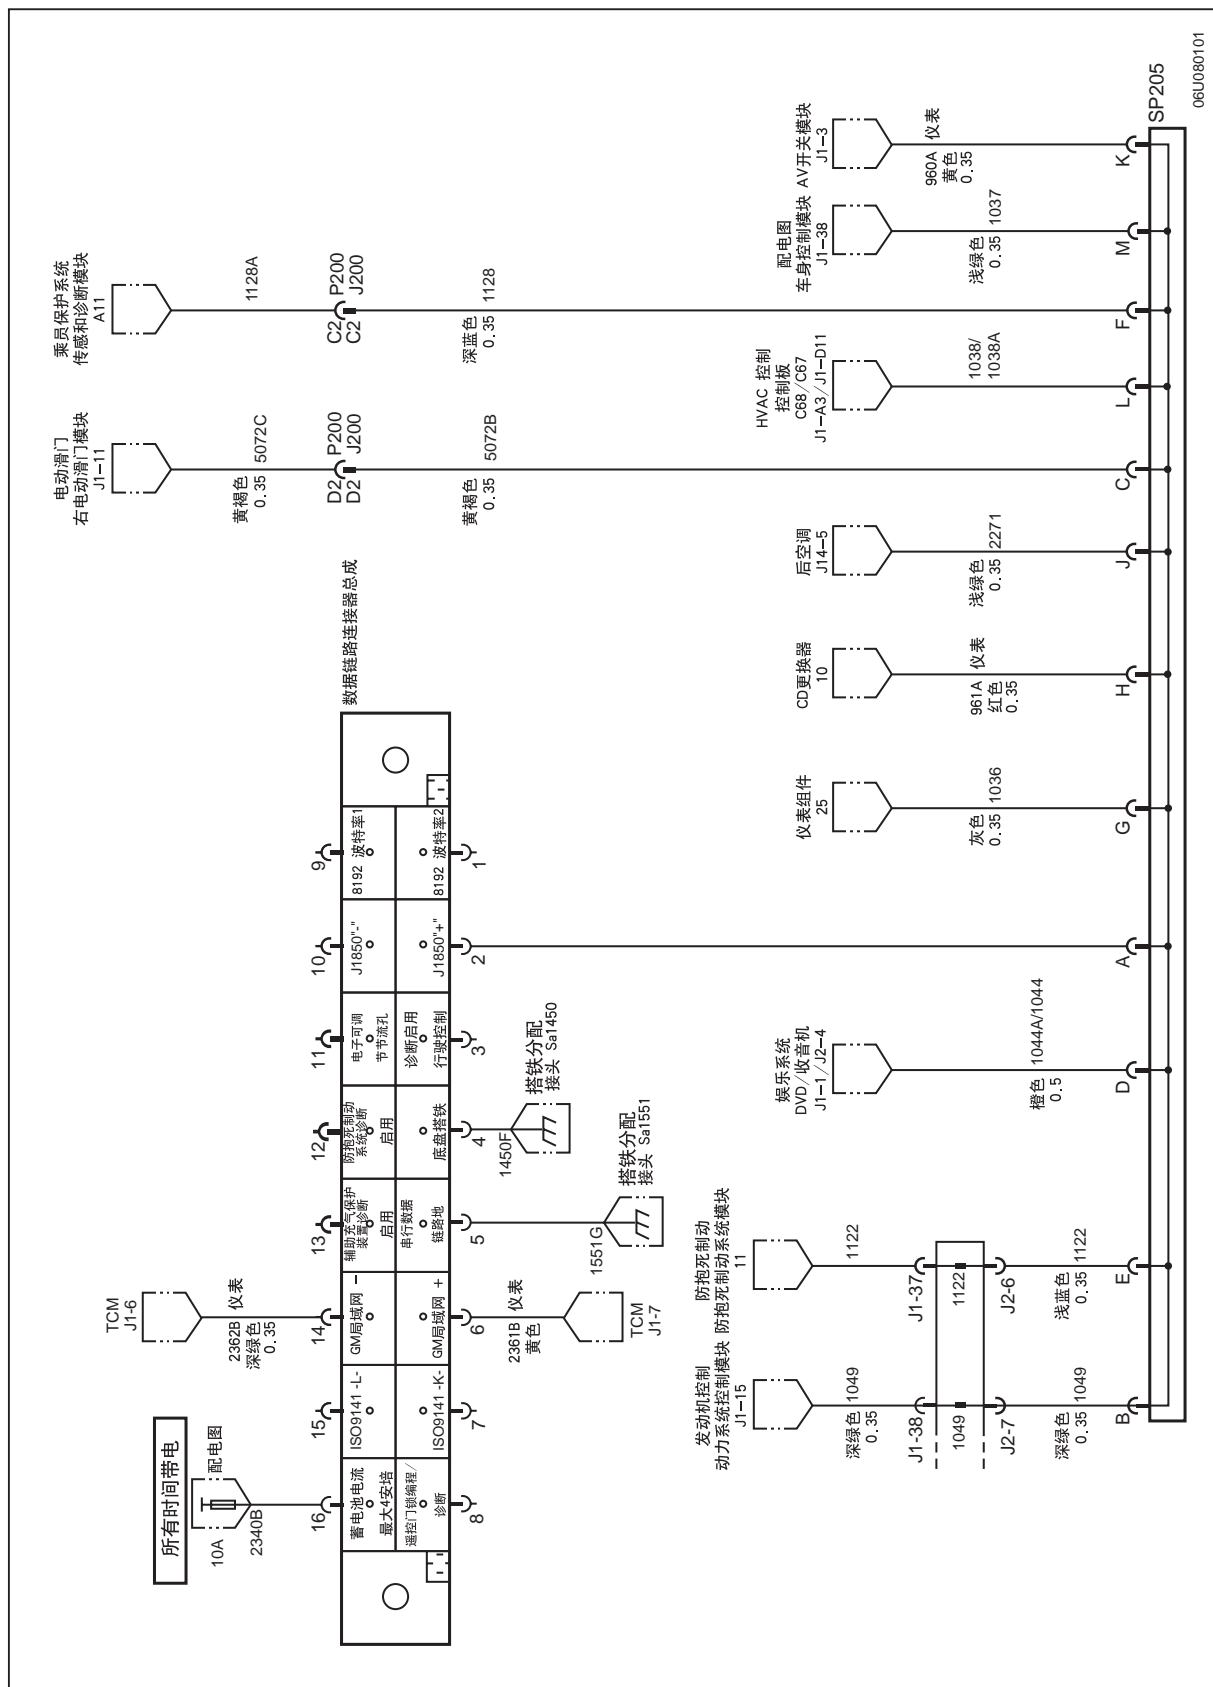 所有时间带电
10A
配电图
2340B
TCM
J1-6
2362B 仪表
深绿色
0.35
电动滑门
右电动滑门模块
J1-11
黄褐色
0.35 5072C
D2 P200
D2 J200
黄褐色
0.35 5072B
乘员保护系统
传感和诊断模块
A11
1128A
C2 P200
C2 J200
深蓝色
0.35 1128
数据链路连接器总成
16
15
14
13
12
11
10
9
蓄电池电流
最大4安培
ISO9141 -L-
GM局域网 -
辅助充气保护
装置诊断
启用
防抱死制动
系统诊断
启用
电子可调
节节流孔
J1850"-"
8192 波特率1
遥控门锁编程/
诊断
ISO9141 -K-
GM局域网 +
串行数据
链路地
底盘搭铁
诊断启用
行驶控制
J1850"+"
8192 波特率2
8
7
6
5
4
3
2
1
2361B 仪表
黄色
TCM
J1-7
1551G
搭铁分配
接头 Sa1551
1450F
搭铁分配
接头 Sa1450
发动机控制
动力系统控制模块
J1-15
深绿色 1049
0.35
J1-38
1049
J2-7
深绿色 1049
0.35
防抱死制动
防抱死制动系统模块
11
1122
J1-37
1122
J2-6
浅蓝色
0.35 1122
娱乐系统
DVD/收音机
J1-1/J2-4
1044A/1044
橙色
0.5
仪表组件
25
灰色
0.35 1036
CD更换器
10
961A 仪表
红色
0.35
后空调
J14-5
浅绿色
0.35 2271
HVAC 控制
控制板
C68/C67
J1-A3/J1-D11
1038/
1038A
配电图
车身控制模块
J1-38
浅绿色
0.35 1037
AV开关模块
J1-3
960A 仪表
黄色
0.35
B
E
D
A
G
H
J
C
L
F
M
K
SP205
06U080101